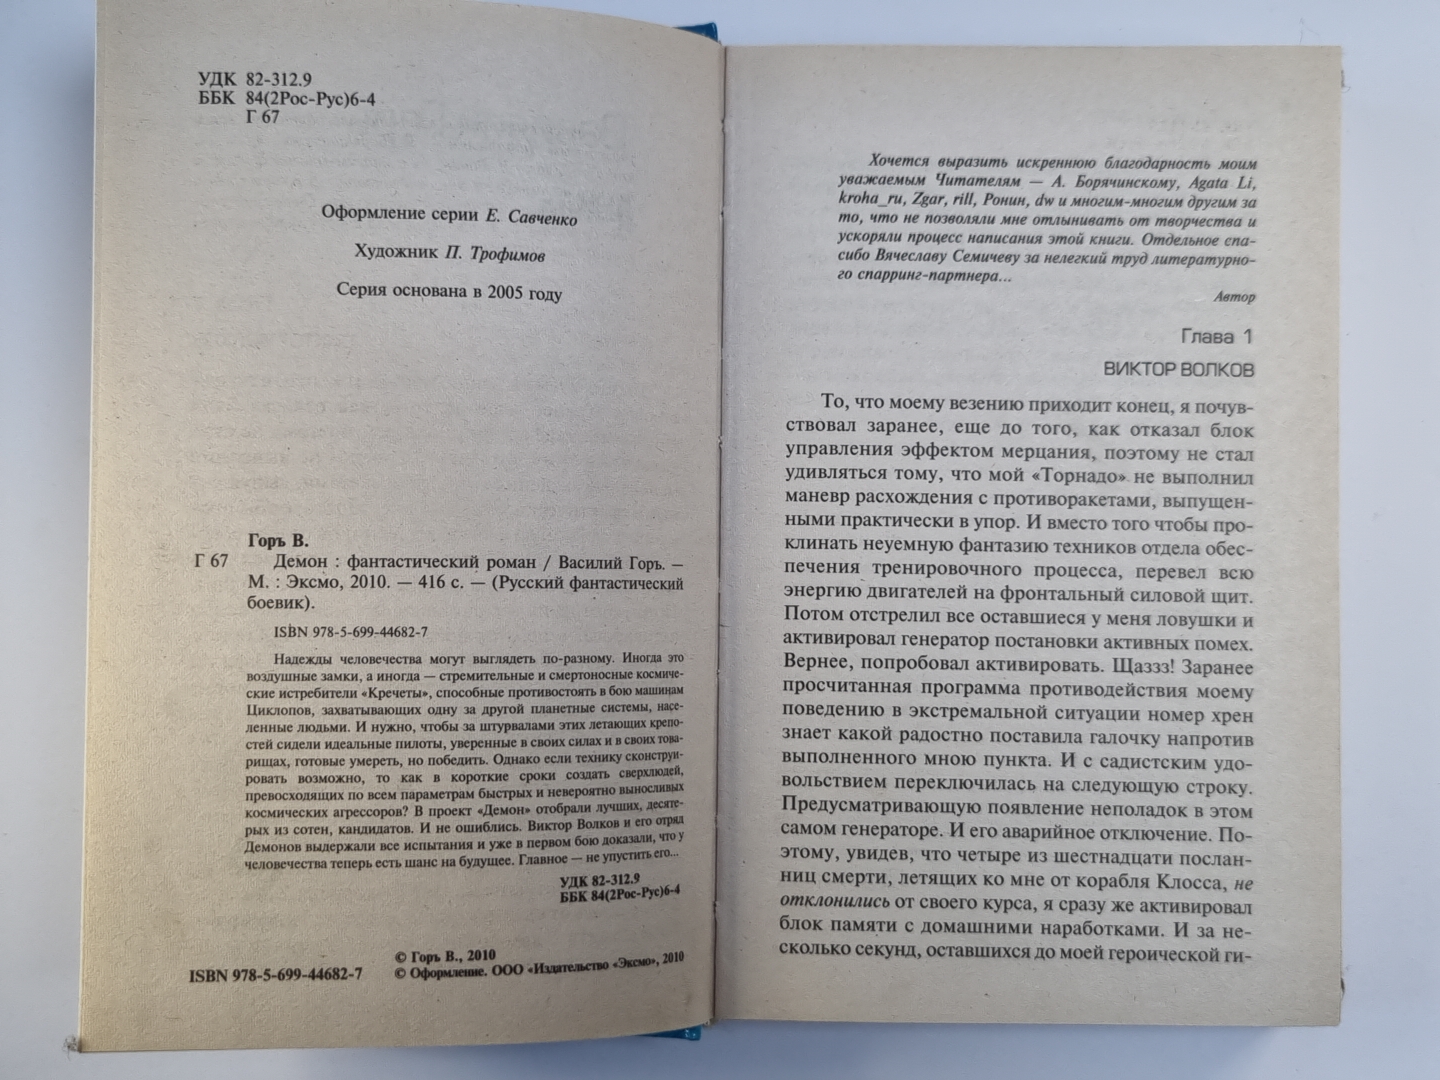 УДК 82-312.9
ББК 84(2Рос-Рус)6-4
Г 67
Оформление серии Е. Савченко
Художник П. Трофимов
Серия основана в 2005 году
Горъ В.
Г 67 Демон : фантастический роман / Василий Горъ. —
М. : Эксмо, 2010. — 416 с. — (Русский фантастический
боевик).
ISBN 978-5-699-44682-7
Надежды человечества могут выглядеть по-разному. Иногда это
воздушные замки, а иногда — стремительные и смертоносные космиче-
ские истребители «Кречеты», способные противостоять в бою машинам
Циклопов, захватывающих одну за другой планетные системы, насе-
ленные людьми. И нужно, чтобы за штурвалами этих летающих крепо-
стей сидели идеальные пилоты, уверенные в своих силах и в своих това-
рищах, готовые умереть, но победить. Однако если технику сконструи-
ровать возможно, то как в короткие сроки создать сверхлюдей,
превосходящих по всем параметрам быстрых и невероятно выносливых
космических агрессоров? В проект «Демон» отобрали лучших, десяте-
рых из сотен, кандидатов. И не ошиблись. Виктор Волков и его отряд
Демонов выдержали все испытания и уже в первом бою доказали, что у
человечества теперь есть шанс на будущее. Главное — не упустить его...
УДК 82-312.9
ББК 84(2Рос-Рус)6-4
© Горъ В., 2010
ISBN 978-5-699-44682-7 © Оформление. ООО «Издательство «Эксмо», 2010
Хочется выразить искреннюю благодарность моим
уважаемым Читателям — А. Борячинскому, Agata Li,
kroha_ru, Zgar, rill, Ронин, dw и многим-многим другим за
то, что не позволяли мне отлынивать от творчества и
ускоряли процесс написания этой книги. Отдельное спа-
сибо Вячеславу Семичеву за нелегкий труд литературно-
го спарринг-партнера...
Автор
Глава 1
ВИКТОР ВОЛКОВ
То, что моему везению приходит конец, я почув-
ствовал заранее, еще до того, как отказал блок
управления эффектом мерцания, поэтому не стал
удивляться тому, что мой «Торнадо» не выполнил
маневр расхождения с противоракетами, выпущен-
ными практически в упор. И вместо того чтобы про-
клинать неуемную фантазию техников отдела обес-
печения тренировочного процесса, перевел всю
энергию двигателей на фронтальный силовой щит.
Потом отстрелил все оставшиеся у меня ловушки и
активировал генератор постановки активных помех.
Вернее, попробовал активировать. Щаззз! Заранее
просчитанная программа противодействия моему
поведению в экстремальной ситуации номер хрен
знает какой радостно поставила галочку напротив
выполненного мною пункта. И с садистским удо-
вольствием переключилась на следующую строку.
Предусматривающую появление неполадок в этом
самом генераторе. И его аварийное отключение. По-
этому, увидев, что четыре из шестнадцати послан-
ниц смерти, летящих ко мне от корабля Клосса, не
отклонились от своего курса, я сразу же активировал
блок памяти с домашними наработками. И за не-
сколько секунд, оставшихся до моей героической ги-